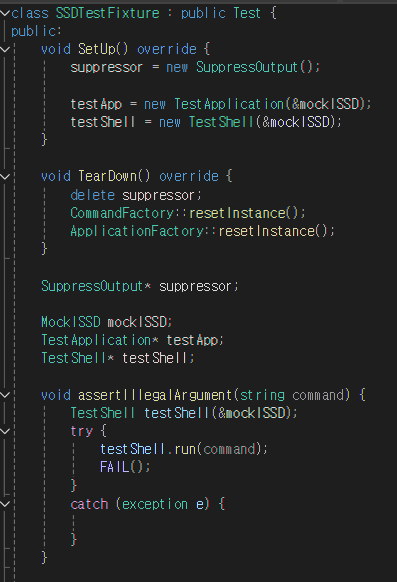 class SSDTestFixture : public Test {
public:
    void SetUp() override {
        suppressor = new SuppressOutput();

        testApp = new TestApplication(&mockISSD);
        testShell = new TestShell(&mockISSD);
    }

    void TearDown() override {
        delete suppressor;
        CommandFactory::resetInstance();
        ApplicationFactory::resetInstance();
    }

    SuppressOutput* suppressor;

    MockISSD mockISSD;
    TestApplication* testApp;
    TestShell* testShell;

    void assertIllegalArgument(string command) {
        TestShell testShell(&mockISSD);
        try {
            testShell.run(command);
            FAIL();
        }
        catch (exception e) {

        }
    }